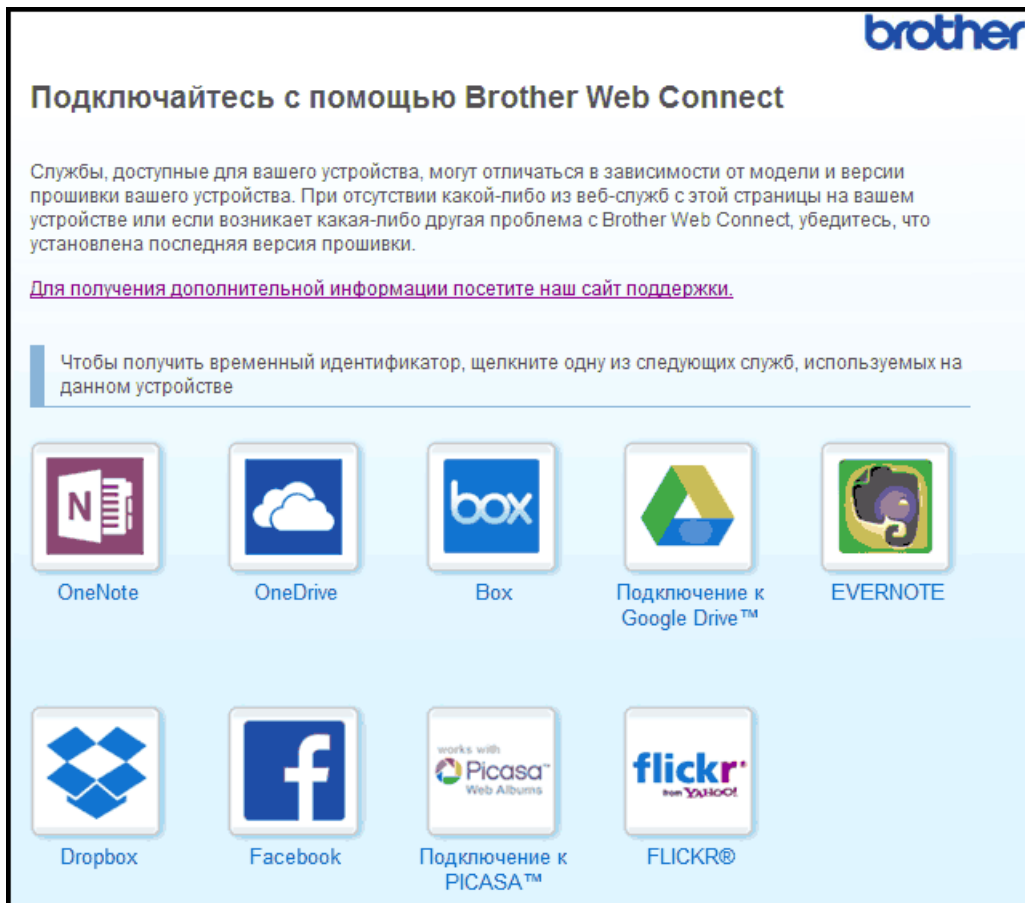 brother
Подключайтесь с помощью Brother Web Connect
Службы, доступные для вашего устройства, могут отличаться в зависимости от модели и версии
прошивки вашего устройства. При отсутствии какой-либо из веб-служб с этой страницы на вашем
устройстве или если возникает какая-либо другая проблема с Brother Web Connect, убедитесь, что
установлена последняя версия прошивки.
Для получения дополнительной информации посетите наш сайт поддержки.
Чтобы получить временный идентификатор, щелкните одну из следующих служб, используемых на
данном устройстве
N
box
OneNote
OneDrive
Box
Подключение к
Google Drive™
EVERNOTE
f
works with
Picasa™
Web Albums
flickr
from YAHOO!
Dropbox
Facebook
Подключение к
PICASA™
FLICKR®